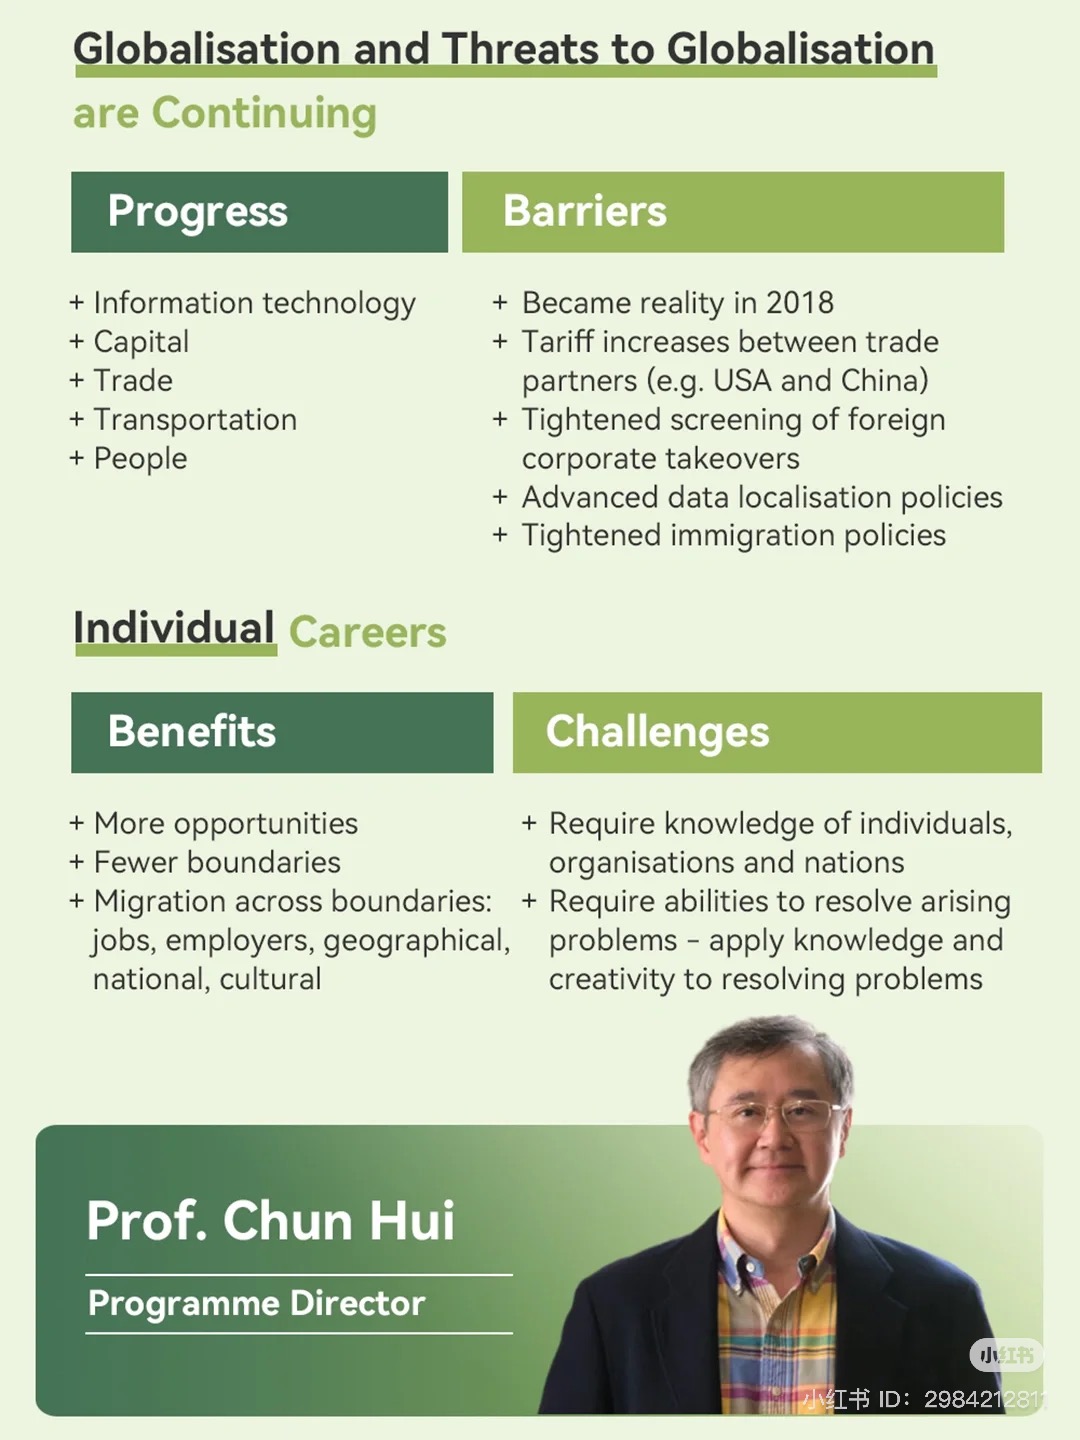 Globalisation and Threats to Globalisation
are Continuing
Progress
Barriers
+ Information technology
+ Capital
+ Trade
+ Transportation
+ People
+ Became reality in 2018
+ Tariff increases between trade
partners (e.g. USA and China)
+ Tightened screening of foreign
corporate takeovers
+ Advanced data localisation policies
+ Tightened immigration policies
Individual Careers
Benefits
Challenges
+ More opportunities
+ Fewer boundaries
+ Migration across boundaries:
jobs, employers, geographical,
national, cultural
+ Require knowledge of individuals,
organisations and nations
+ Require abilities to resolve arising
problems – apply knowledge and
creativity to resolving problems
Prof. Chun Hui
Programme Director
小红书
小红书 ID: 2984212811